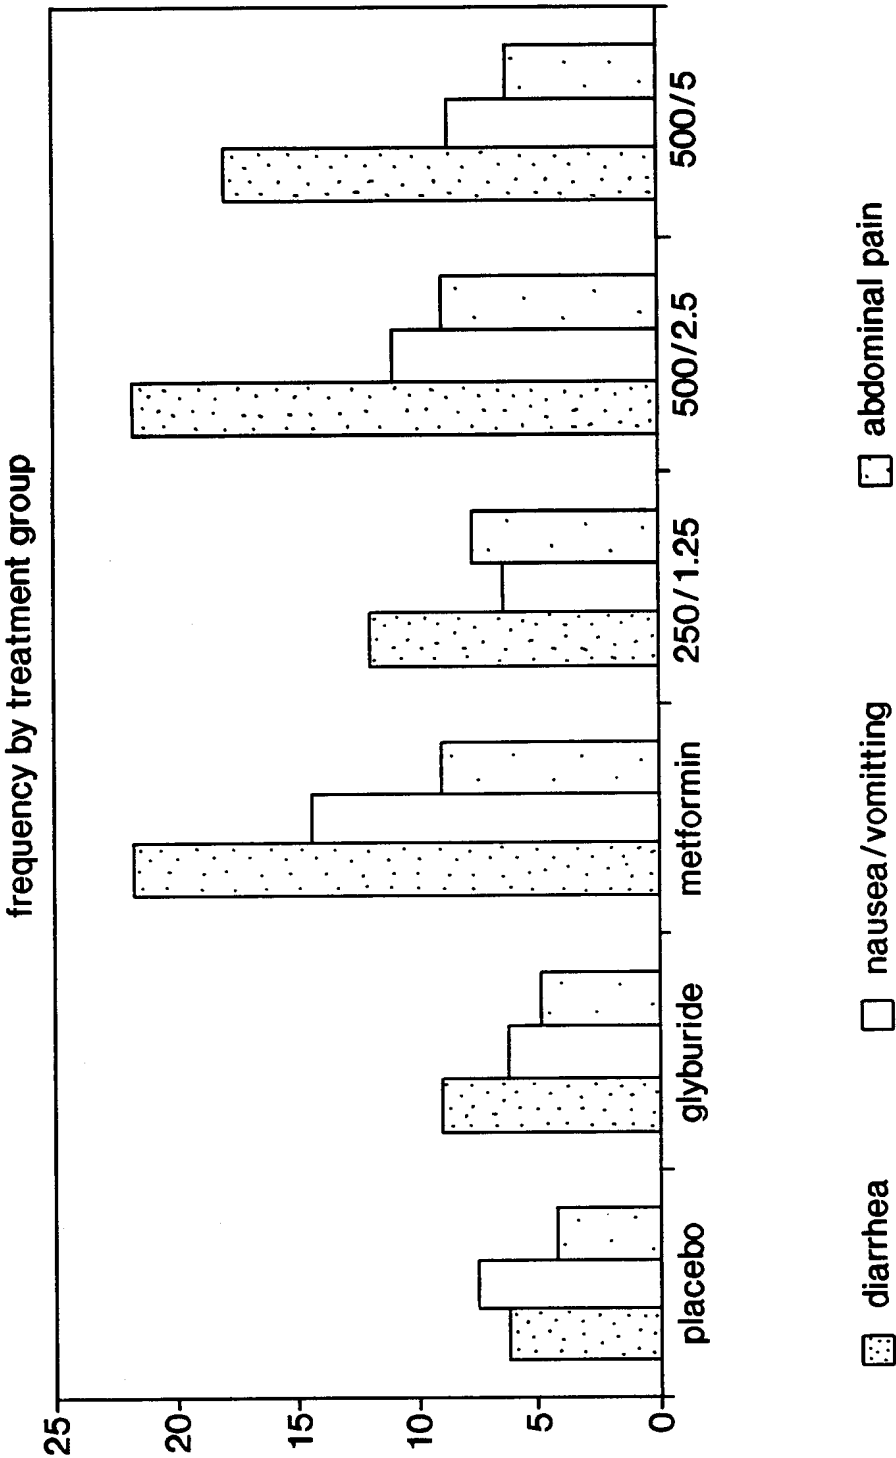 frequency by treatment group
25
20
15
10
5
0
placebo glyburide metformin 250/1.25 500/2.5 500/5
diarrhea nausea/vomitting abdominal pain